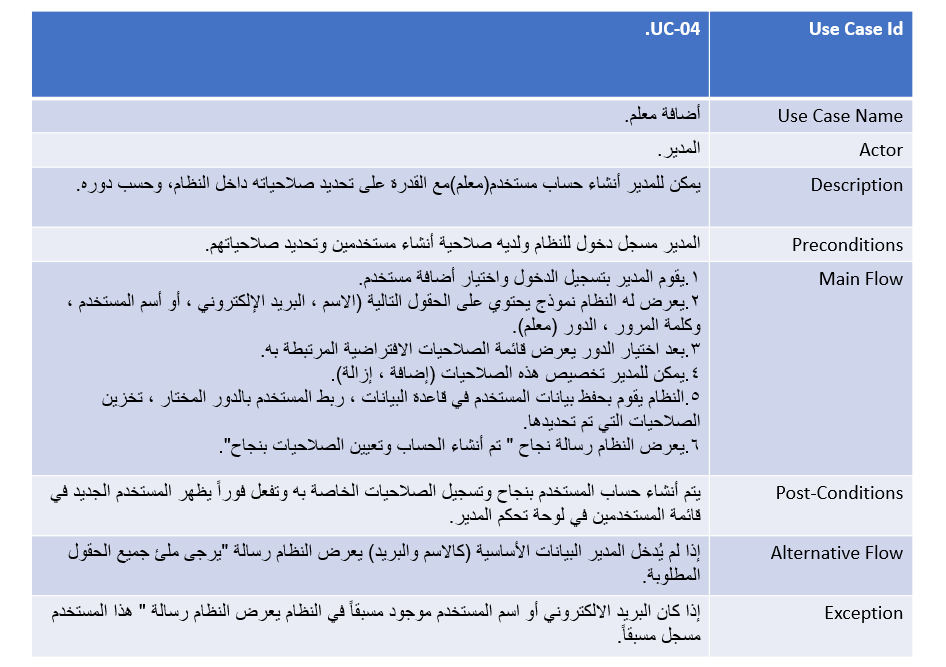 Use Case Id
UC-04.
Use Case Name
أضافة معلم.
Actor
المدير.
Description
يمكن للمدير أنشاء حساب مستخدم(معلم)مع القدرة على تحديد صلاحياته داخل النظام، وحسب دوره.
Preconditions
المدير مسجل دخول للنظام ولديه صلاحية أنشاء مستخدمين وتحديد صلاحياتهم.
Main Flow
١.يقوم المدير بتسجيل الدخول واختيار أضافة مستخدم.
٢.يعرض له النظام نموذج يحتوي على الحقول التالية (الاسم ، البريد الإلكتروني ، أو أسم المستخدم ،
وكلمة المرور ، الدور (معلم).
٣.بعد اختيار الدور يعرض قائمة الصلاحيات الافتراضية المرتبطة به.
٤.يمكن للمدير تخصيص هذه الصلاحيات (إضافة ، إزالة).
٥.النظام يقوم بحفظ بيانات المستخدم في قاعدة البيانات ، ربط المستخدم بالدور المختار ، تخزين
الصلاحيات التي تم تحديدها.
٦.يعرض النظام رسالة نجاح " تم أنشاء الحساب وتعيين الصلاحيات بنجاح".
Post-Conditions
يتم أنشاء حساب المستخدم بنجاح وتسجيل الصلاحيات الخاصة به وتفعل فوراً يظهر المستخدم الجديد في
قائمة المستخدمين في لوحة تحكم المدير.
Alternative Flow
إذا لم يُدخل المدير البيانات الأساسية (كالاسم والبريد) يعرض النظام رسالة "يرجى ملئ جميع الحقول
المطلوبة.
Exception
إذا كان البريد الالكتروني أو اسم المستخدم موجود مسبقاً في النظام يعرض النظام رسالة " هذا المستخدم
مسجل مسبقاً.